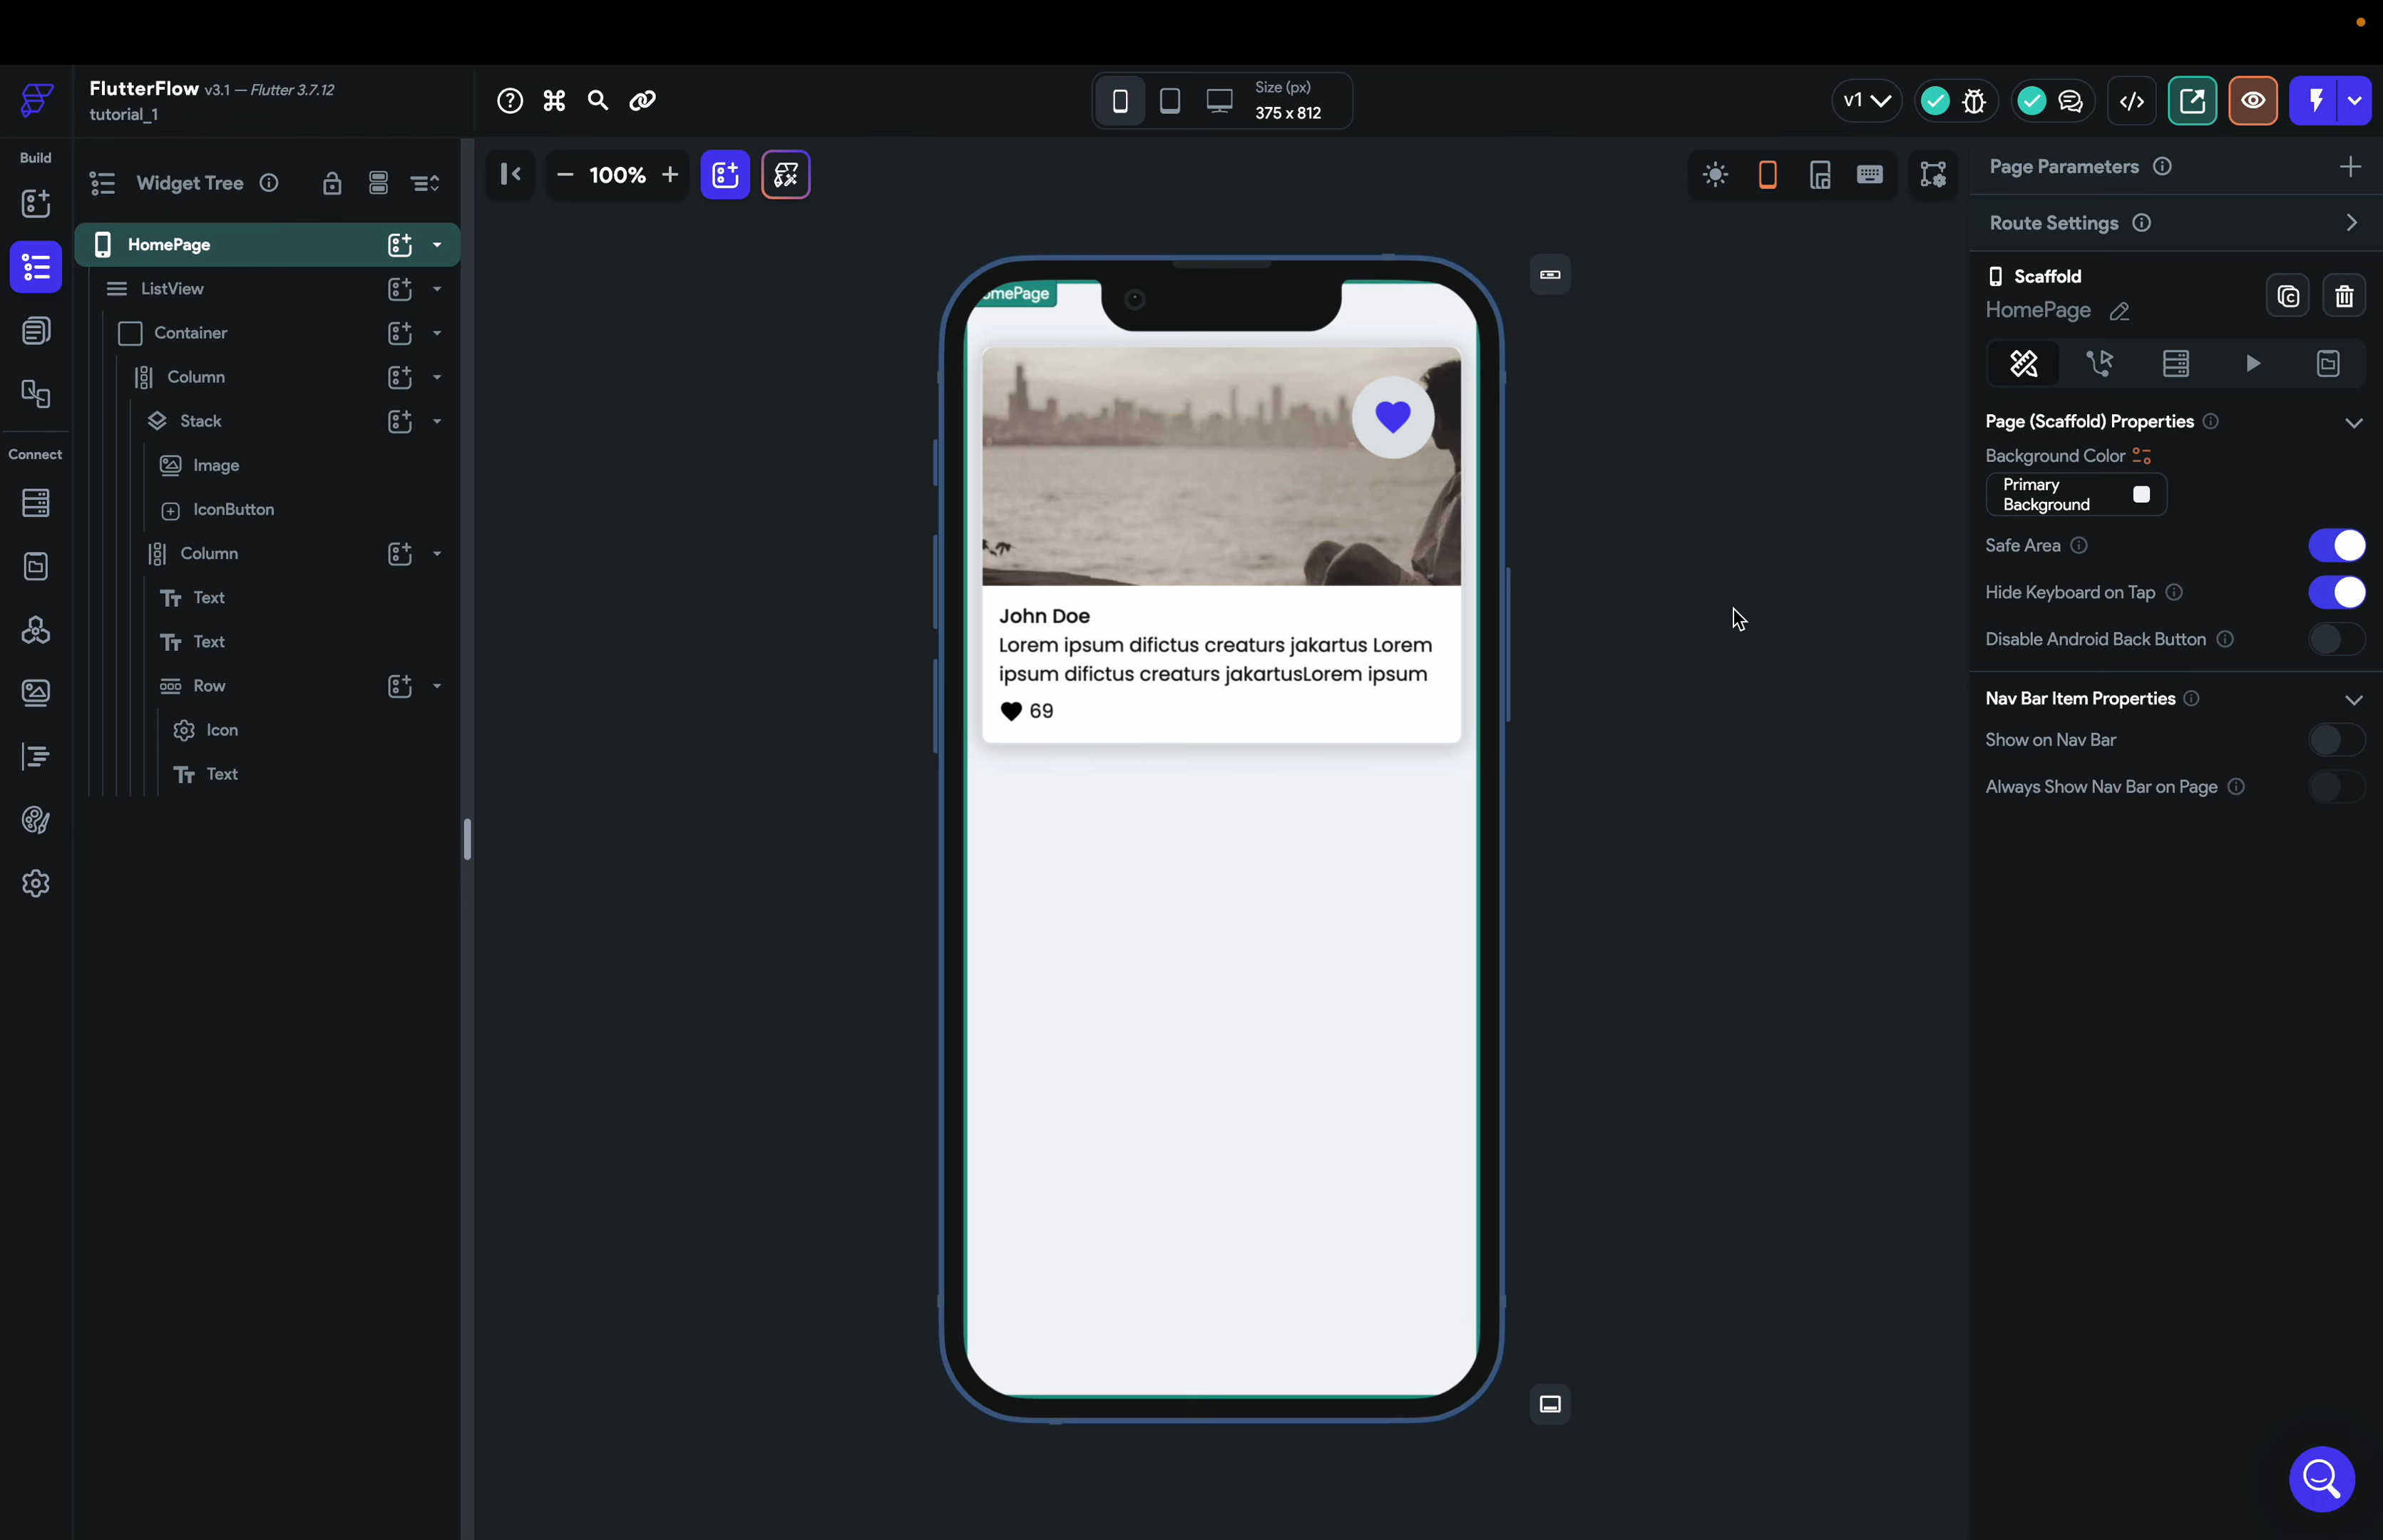 FlutterFlow v3.1 — Flutter 3.7.12
tutorial_1
Size (px)
375 x 812
v1
Build
Connect
Widget Tree
HomePage
ListView
Container
Column
Stack
Image
IconButton
Column
Text
Text
Row
Icon
Text
100%
omePage
John Doe
Lorem ipsum difictus creaturs jakartus Lorem
ipsum difictus creaturs jakartusLorem ipsum
69
Page Parameters
Route Settings
Scaffold
HomePage
Page (Scaffold) Properties
Background Color
Primary
Background
Safe Area
Hide Keyboard on Tap
Disable Android Back Button
Nav Bar Item Properties
Show on Nav Bar
Always Show Nav Bar on Page